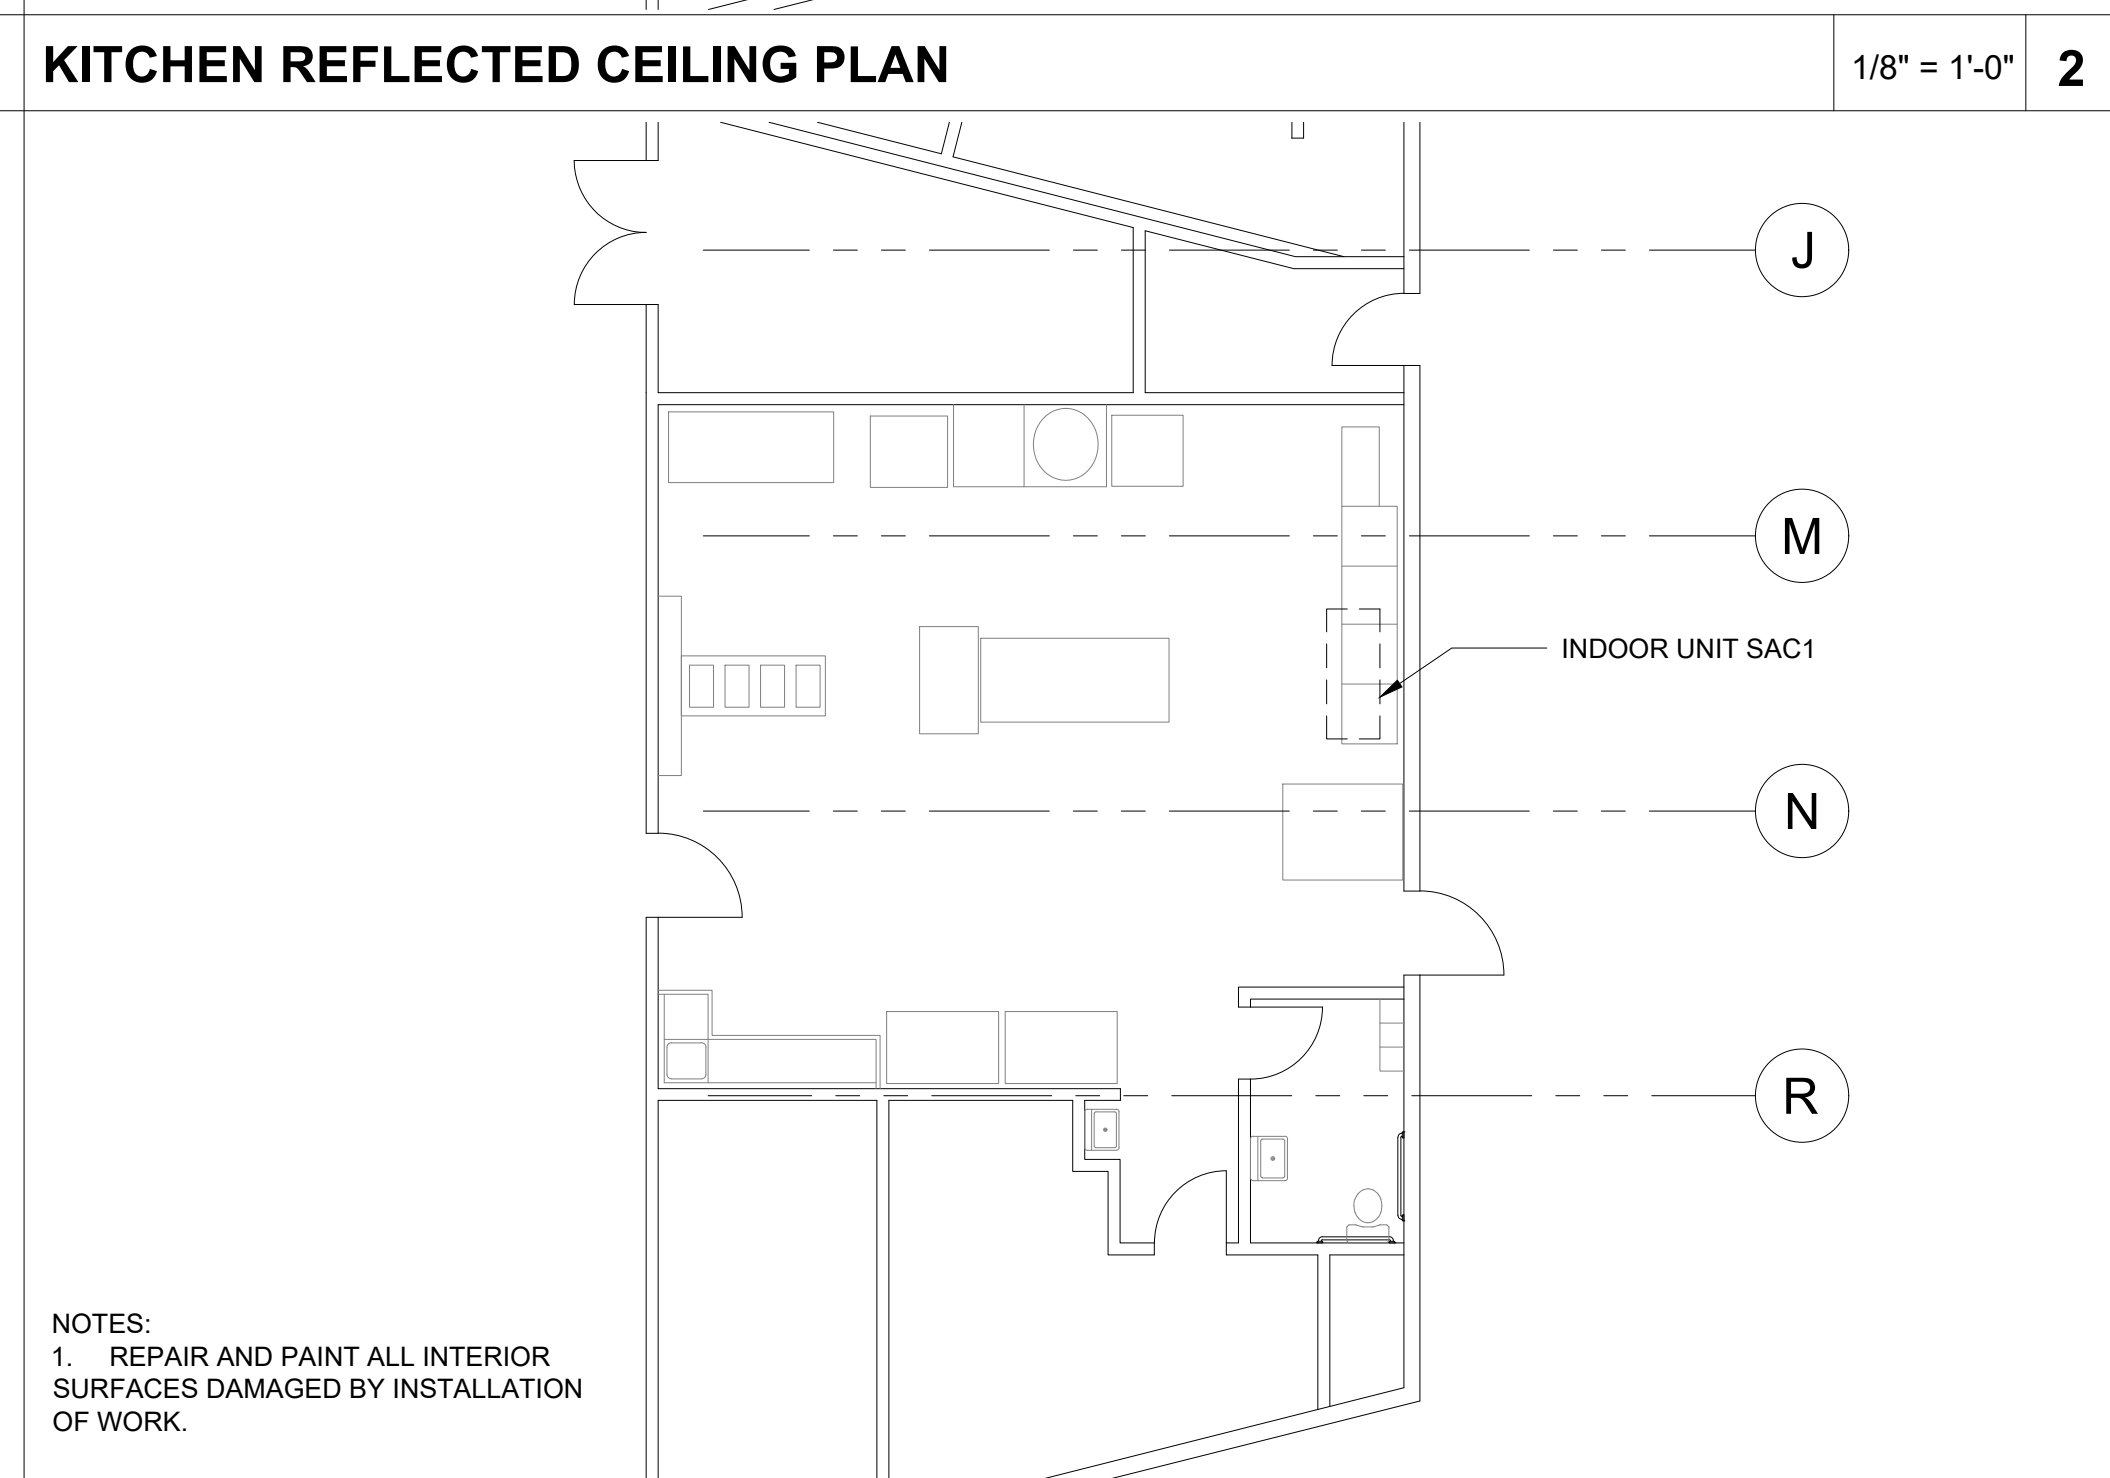 KITCHEN REFLECTED CEILING PLAN
1/8" = 1'-0"
2
J
M
INDOOR UNIT SAC1
N
R
NOTES:
1. REPAIR AND PAINT ALL INTERIOR
SURFACES DAMAGED BY INSTALLATION
OF WORK.